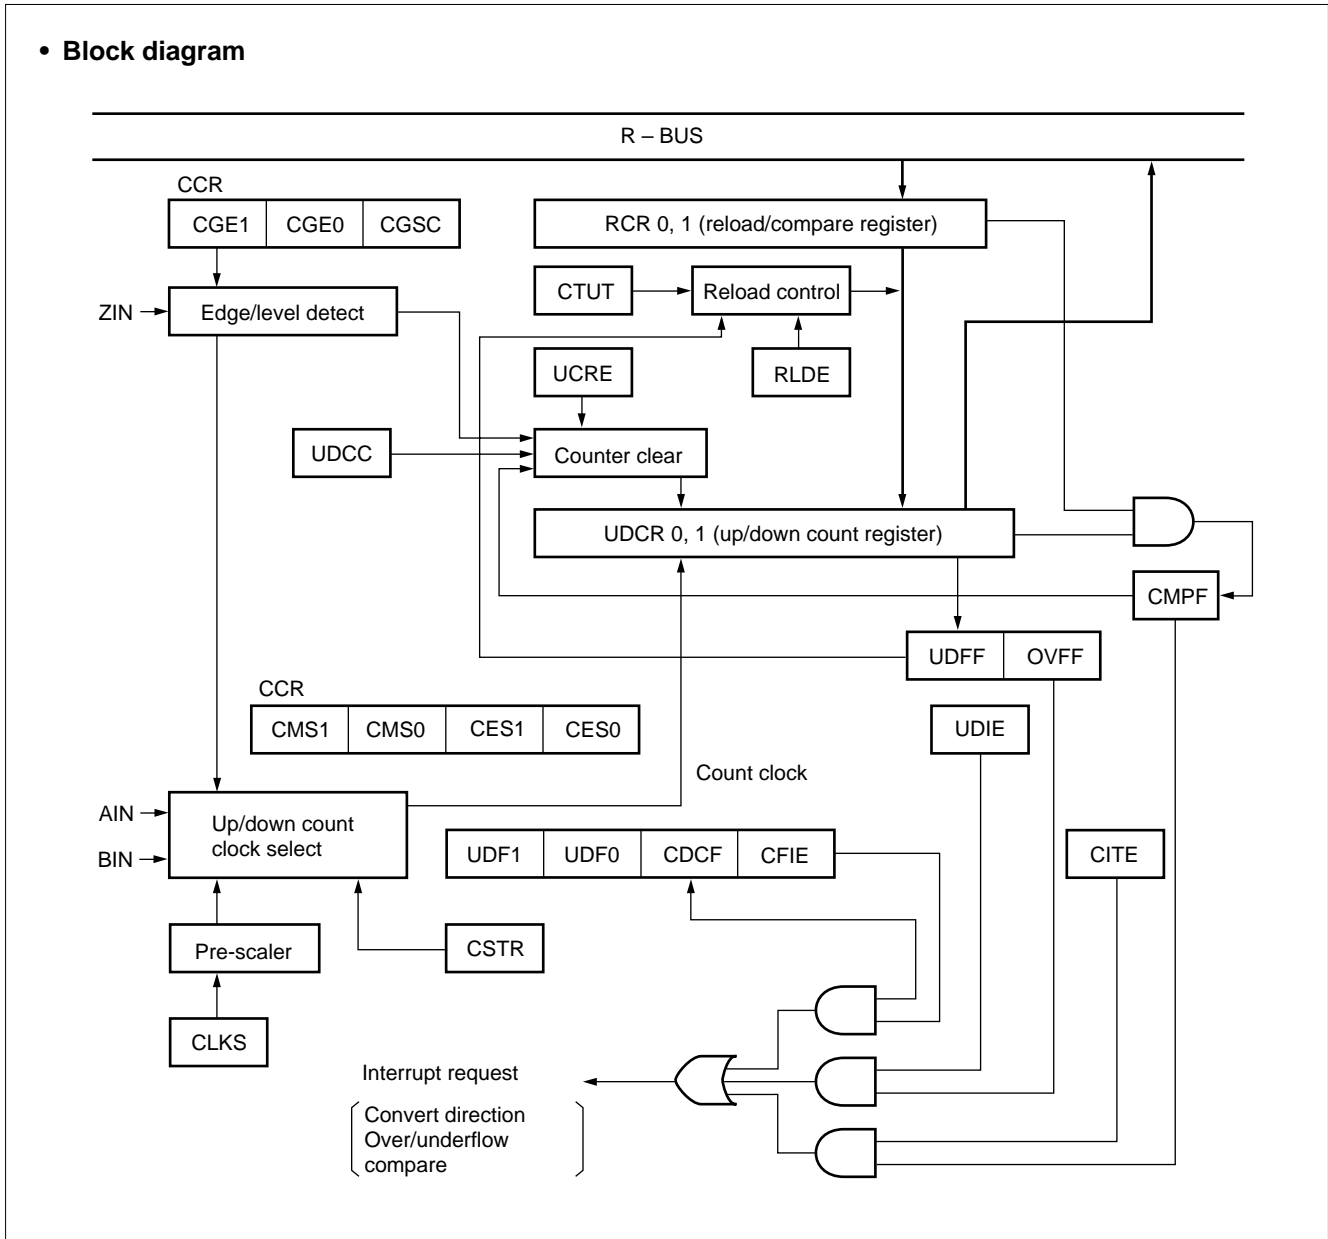 • Block diagram
R – BUS
CCR
CGE1 CGE0 CGSC
RCR 0, 1 (reload/compare register)
CTUT
Reload control
ZIN
Edge/level detect
UCRE
RLDE
UDCC
Counter clear
UDCR 0, 1 (up/down count register)
CMPF
UDFF OVFF
CCR
CMS1 CMS0 CES1 CES0
UDIE
Count clock
AIN
BIN
Up/down count
clock select
UDF1 UDF0 CDCF CFIE
CITE
Pre-scaler
CSTR
CLKS
Interrupt request
Convert direction
Over/underflow
compare